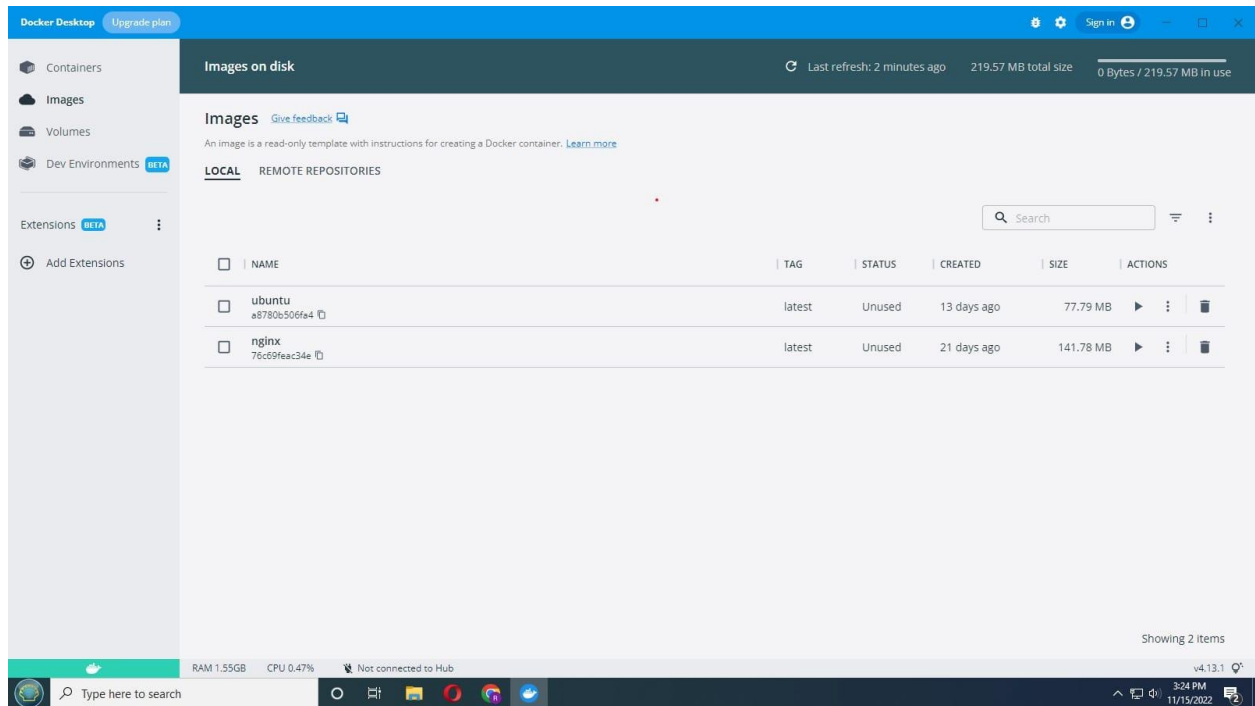 Docker Desktop Upgrade plan Sign in
Containers
Images
Volumes
Dev Environments BETA
Extensions BETA
Add Extensions
Images on disk Last refresh: 2 minutes ago 219.57 MB total size 0 Bytes / 219.57 MB in use
Images Give feedback
An image is a read-only template with instructions for creating a Docker container. Learn more
LOCAL REMOTE REPOSITORIES
Search
NAME TAG STATUS CREATED SIZE ACTIONS
ubuntu latest Unused 13 days ago 77.79 MB
a8780b506fa4
nginx latest Unused 21 days ago 141.78 MB
76c69feac34e
Showing 2 items
RAM 1.55GB CPU 0.47% Not connected to Hub v4.13.1
Type here to search 3:24 PM
11/15/2022 2